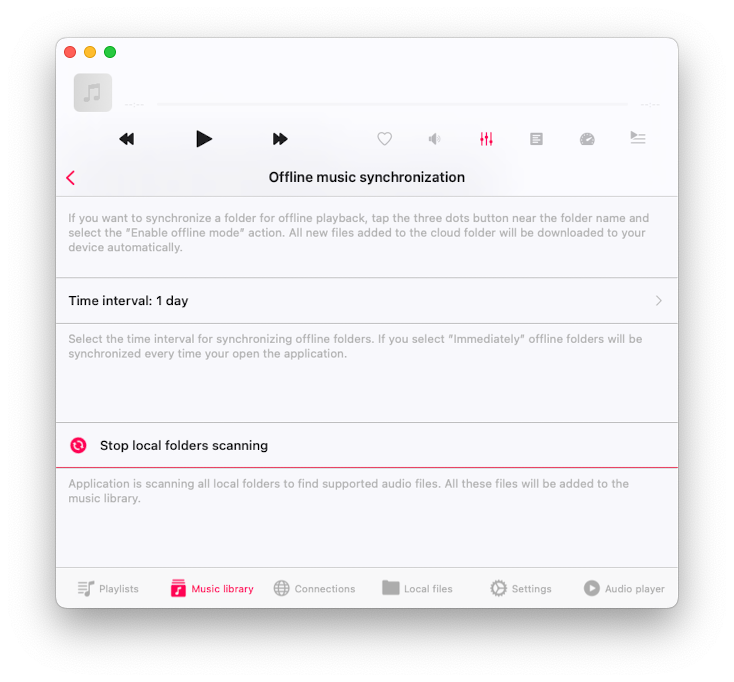 --:--
--:--
Offline music synchronization
If you want to synchronize a folder for offline playback, tap the three dots button near the folder name and
select the "Enable offline mode" action. All new files added to the cloud folder will be downloaded to your
device automatically.
Time interval: 1 day
Select the time interval for synchronizing offline folders. If you select "Immediately" offline folders will be
synchronized every time your open the application.
Stop local folders scanning
Application is scanning all local folders to find supported audio files. All these files will be added to the
music library.
Playlists
Music library
Connections
Local files
Settings
Audio player